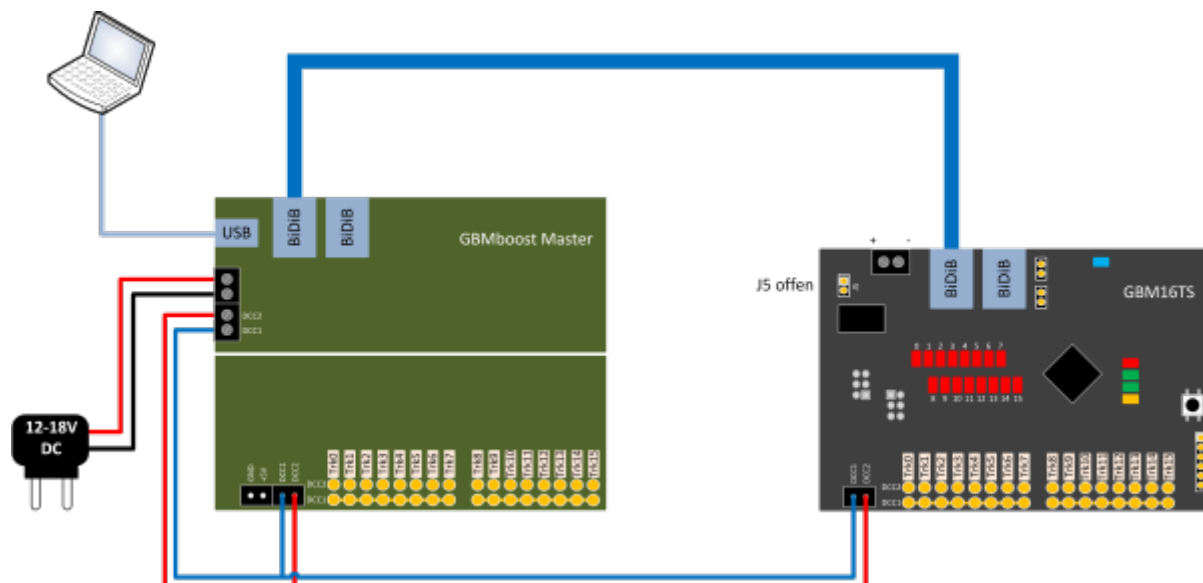 USB
BiDiB
BiDiB
GBMboost Master
DCC2
DCC1
12-18V
DC
GND
+5V
DCC1
DCC2
Trk0
Trk1
Trk2
Trk3
Trk4
Trk5
Trk6
Trk7
Trk8
Trk9
Trk10
Trk11
Trk12
Trk13
Trk14
Trk15
DCC2
DCC1
+ -
J5 offen
BiDiB
BiDiB
GBM16TS
0 1 2 3 4 5 6 7
8 9 10 11 12 13 14 15
DCC1
DCC2
Trk0
Trk1
Trk2
Trk3
Trk4
Trk5
Trk6
Trk7
Trk8
Trk9
Trk10
Trk11
Trk12
Trk13
Trk14
Trk15
DCC2
DCC1